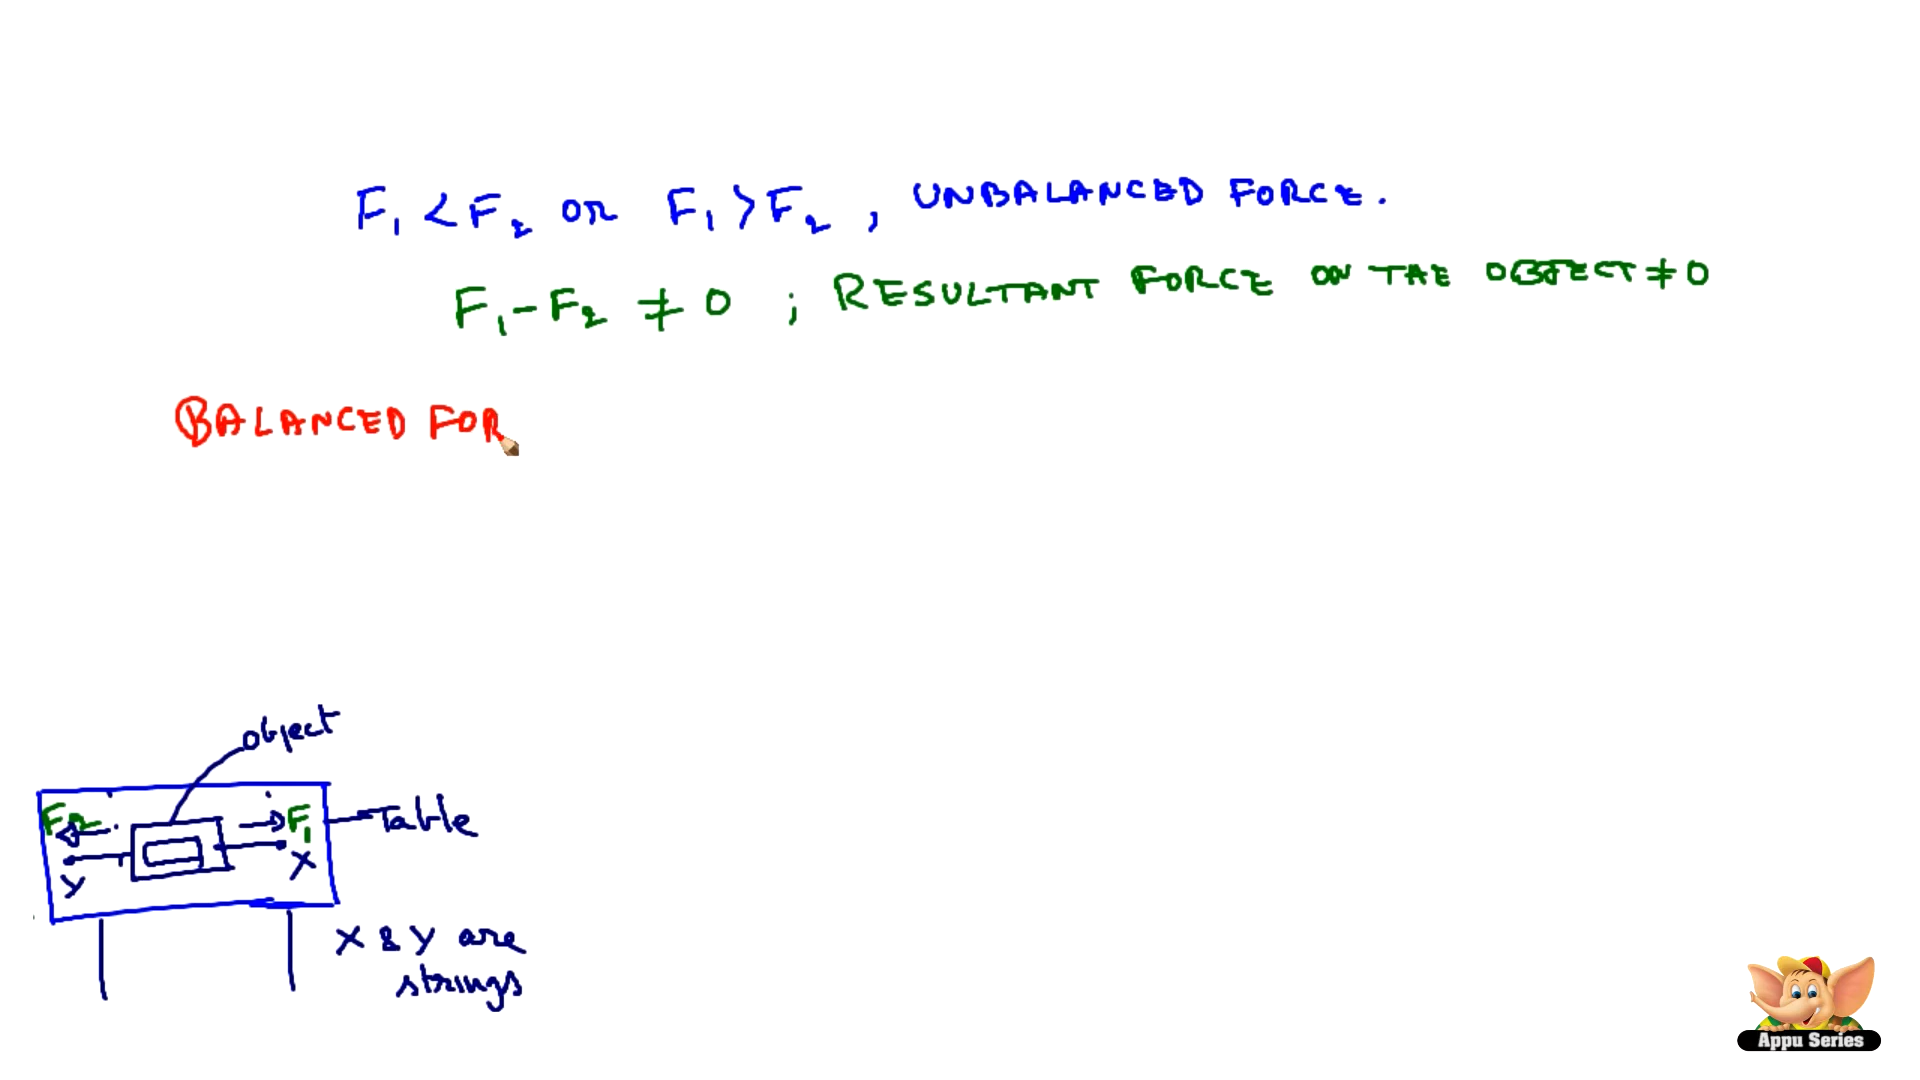 F₁ < F₂ or F₁ > F₂ , UNBALANCED FORCE.
F₁ - F₂ ≠ 0 ; RESULTANT FORCE ON THE OBJECT ≠ 0
BALANCED FOR
object
F₂ F₁
Table
Y X
X & Y are
strings
Appu Series